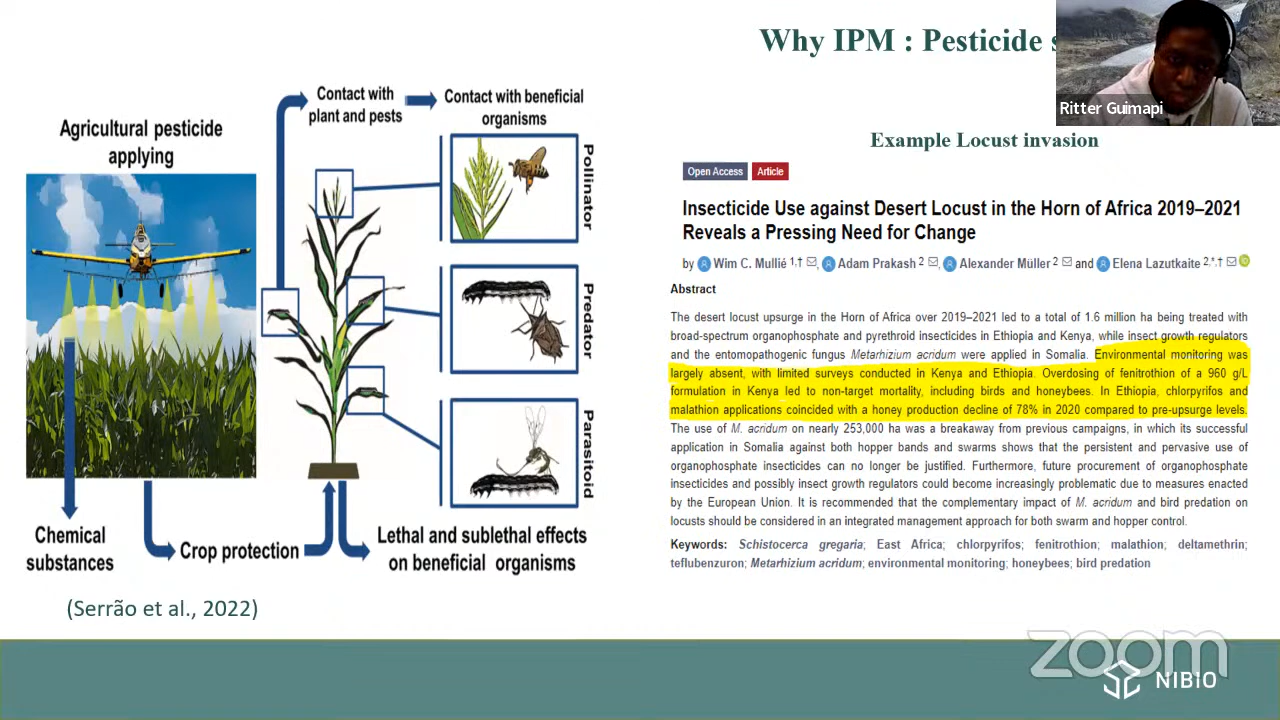 Why IPM : Pesticide
Ritter Guimapi
Agricultural pesticide
applying
Contact with
plant and pests
Contact with beneficial
organisms
Pollinator
Predator
Parasitoid
Chemical
substances
Crop protection
Lethal and sublethal effects
on beneficial organisms
(Serrão et al., 2022)
Example Locust invasion
Open Access Article
Insecticide Use against Desert Locust in the Horn of Africa 2019–2021
Reveals a Pressing Need for Change
by Wim C. Mullié 1,†, Adam Prakash 2, Alexander Müller 2 and Elena Lazutkaite 2,*,†
Abstract
The desert locust upsurge in the Horn of Africa over 2019–2021 led to a total of 1.6 million ha being treated with
broad-spectrum organophosphate and pyrethroid insecticides in Ethiopia and Kenya, while insect growth regulators
and the entomopathogenic fungus Metarhizium acridum were applied in Somalia. Environmental monitoring was
largely absent, with limited surveys conducted in Kenya and Ethiopia. Overdosing of fenitrothion of a 960 g/L
formulation in Kenya led to non-target mortality, including birds and honeybees. In Ethiopia, chlorpyrifos and
malathion applications coincided with a honey production decline of 78% in 2020 compared to pre-upsurge levels.
The use of M. acridum on nearly 253,000 ha was a breakaway from previous campaigns, in which its successful
application in Somalia against both hopper bands and swarms shows that the persistent and pervasive use of
organophosphate insecticides can no longer be justified. Furthermore, future procurement of organophosphate
insecticides and possibly insect growth regulators could become increasingly problematic due to measures enacted
by the European Union. It is recommended that the complementary impact of M. acridum and bird predation on
locusts should be considered in an integrated management approach for both swarm and hopper control.
Keywords: Schistocerca gregaria; East Africa; chlorpyrifos; fenitrothion; malathion; deltamethrin;
teflubenzuron; Metarhizium acridum; environmental monitoring; honeybees; bird predation
zoom
NIBIO